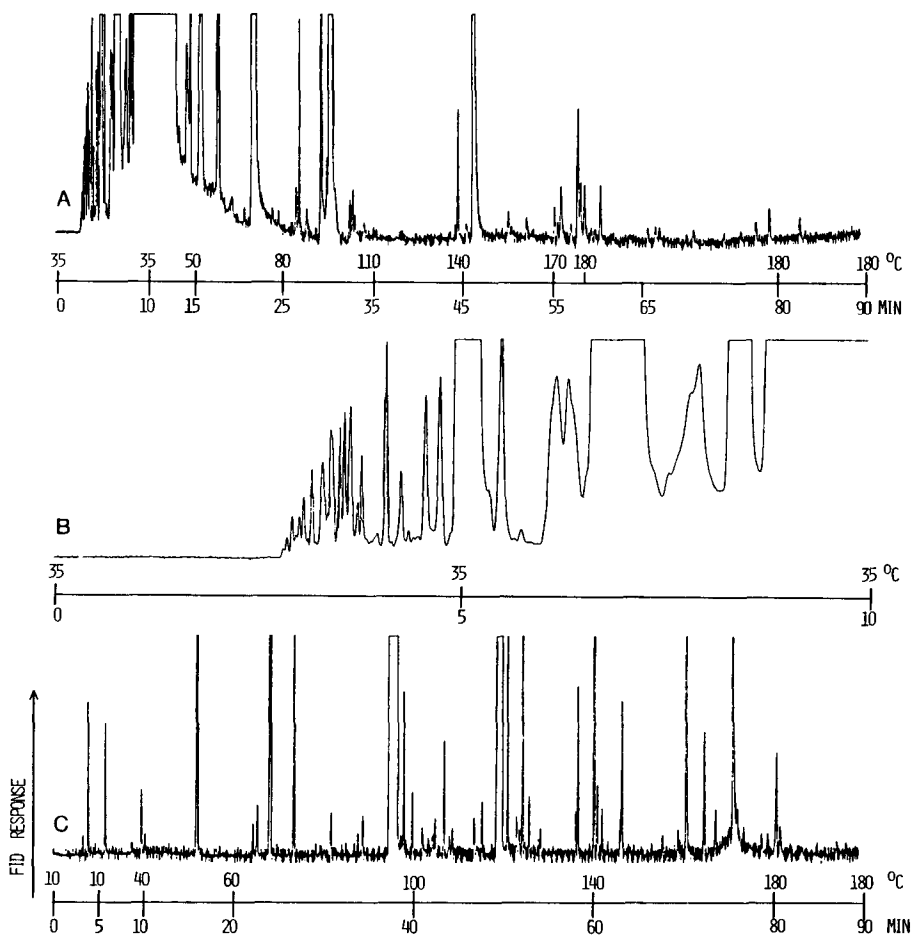 A
35 35 50 80 110 140 170 180 180 180 °C
0 10 15 25 35 45 55 65 80 90 MIN
B
35 35 35 °C
0 5 10
FID RESPONSE
C
10 10 40 60 100 140 180 180 °C
0 5 10 20 40 60 80 90 MIN